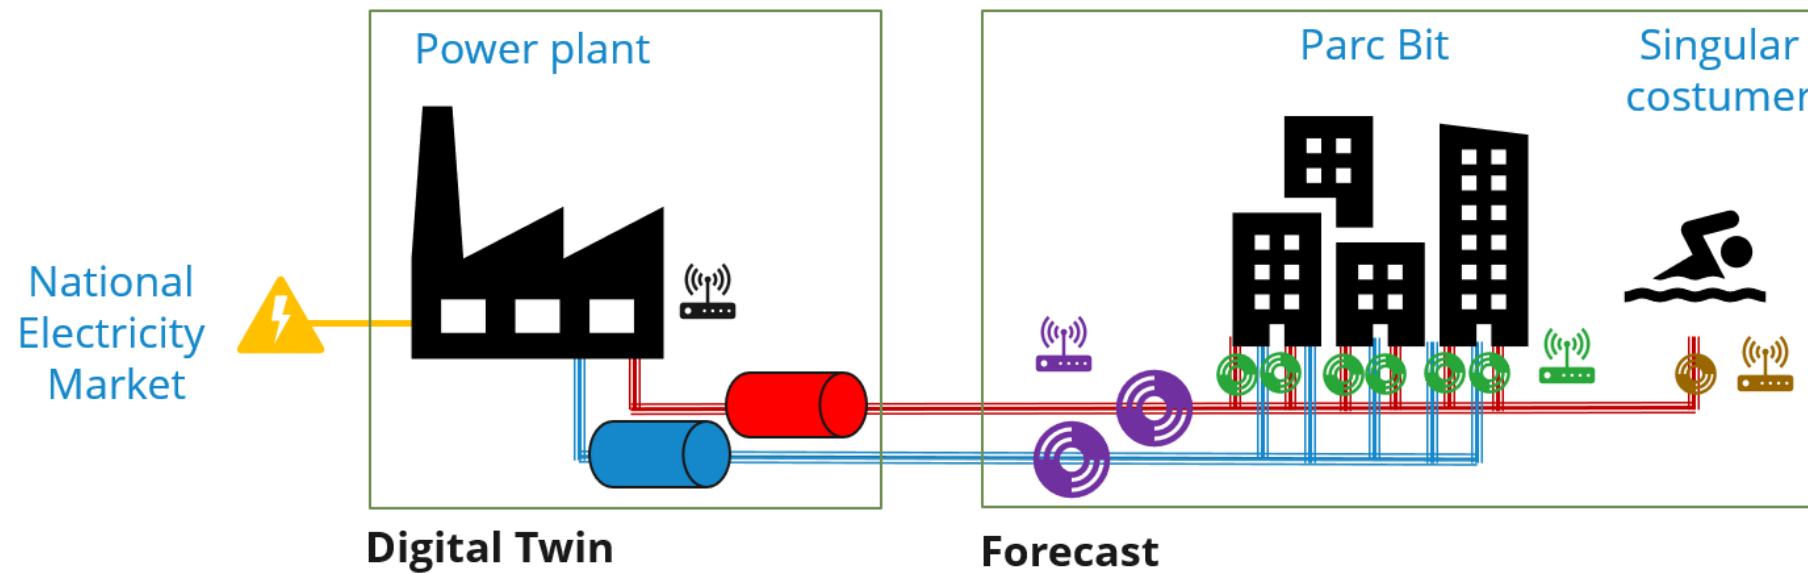 Power plant
Parc Bit
Singular
costumer
National
Electricity
Market
Digital Twin
Forecast